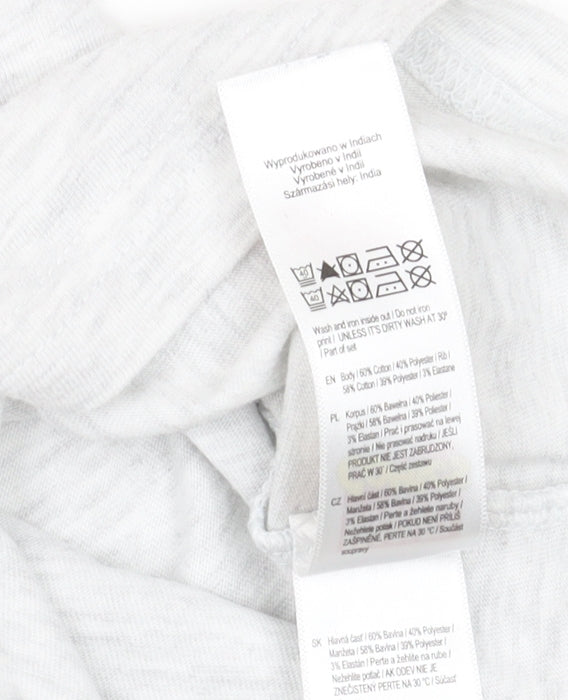 Wyprodukowano w Indiach
Vyrobeno v Indii
Vyrobené v Indii
Származási hely: India
40
40
Wash and iron inside out / Do not iron
print / UNLESS IT'S DIRTY WASH AT 30°
/ Part of set
EN Body / 60% Cotton / 40% Polyester / Rib /
58% Cotton / 39% Polyester / 3% Elastane
PL Korpus / 60% Bawełna / 40% Poliester /
Prążki / 58% Bawełna / 39% Poliester /
3% Elastan / Prać i prasować na lewej
stronie / Nie prasować nadruku / JEŚLI
PRODUKT NIE JEST ZABRUDZONY,
PRAĆ W 30° / Część zestawu
CZ Hlavní část / 60% Bavlna / 40% Polyester /
Manžeta / 58% Bavlna / 39% Polyester /
3% Elastan / Perte a žehlete naruby /
Nežehlete potisk / POKUD NENÍ PŘÍLIŠ
ZAŠPINĚNÉ, PERTE NA 30 °C / Součást
soupravy
SK Hlavná časť / 60% Bavlna / 40% Polyester /
Manžeta / 58% Bavlna / 39% Polyester /
3% Elastan / Perte a žehlite na rube /
Nežehliť potlač / AK ODEV NIE JE
ZNEČISTENÝ PERTE NA 30 °C / Súčasť